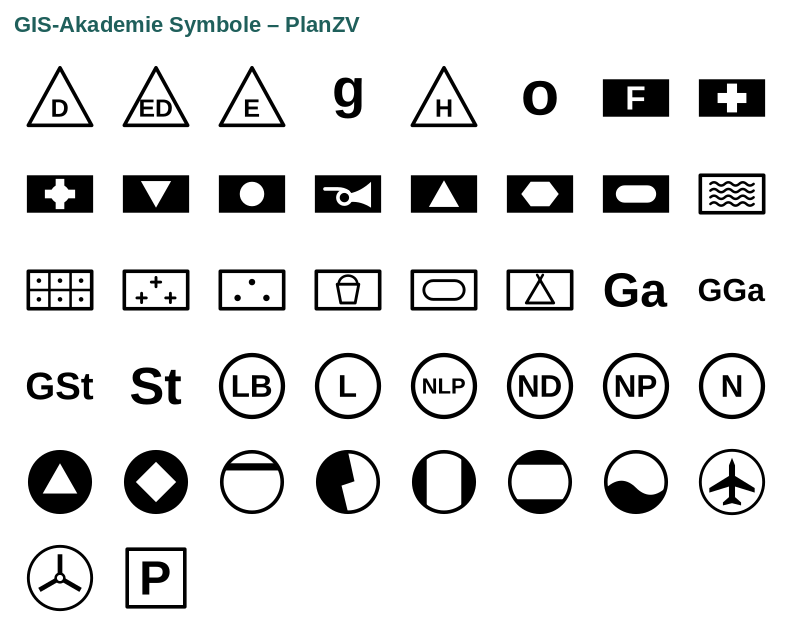 GIS-Akademie Symbole – PlanZV
D ED E g H o F
Ga GGa
GSt St LB L NLP ND NP N
P